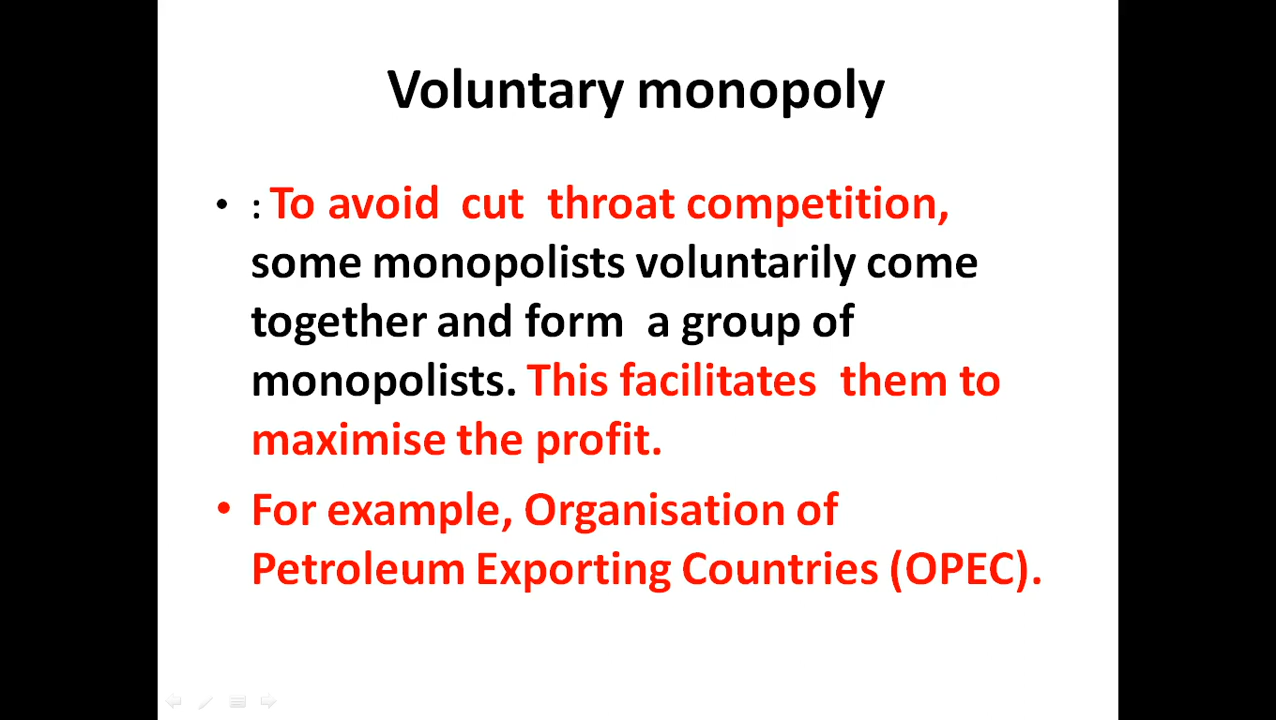 Voluntary monopoly
• : To avoid  cut  throat competition,
some monopolists voluntarily come
together and form  a group of
monopolists. This facilitates  them to
maximise the profit.
• For example, Organisation of
Petroleum Exporting Countries (OPEC).